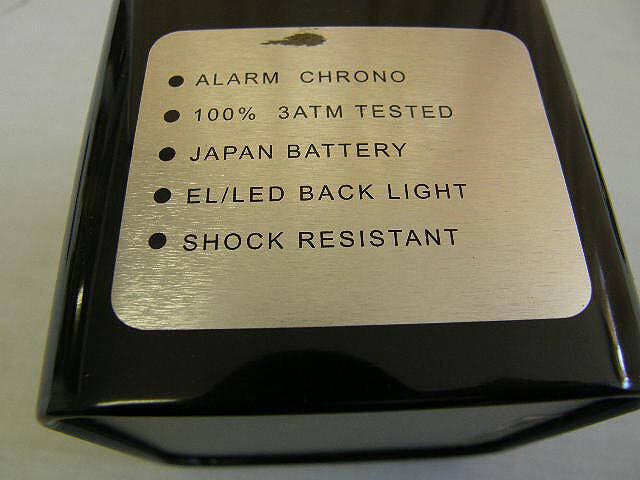 ● ALARM CHRONO
● 100% 3ATM TESTED
● JAPAN BATTERY
● EL/LED BACK LIGHT
● SHOCK RESISTANT